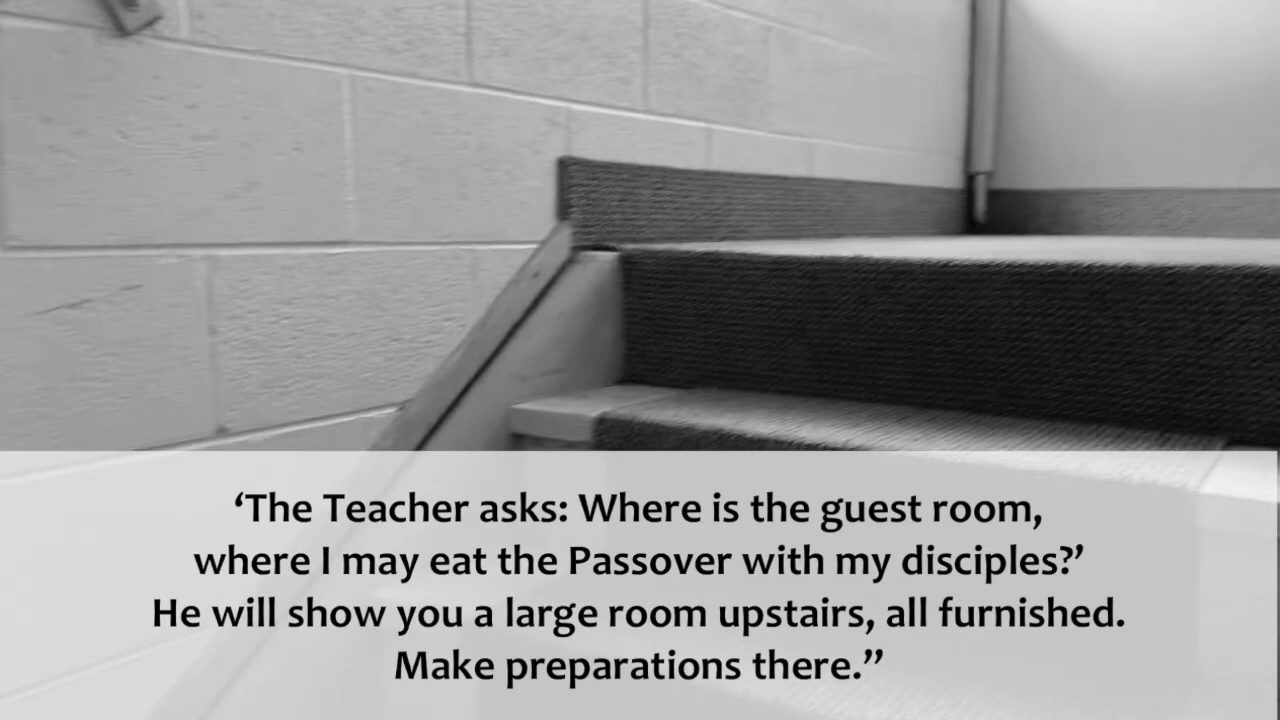 ‘The Teacher asks: Where is the guest room,
where I may eat the Passover with my disciples?’
He will show you a large room upstairs, all furnished.
Make preparations there.”